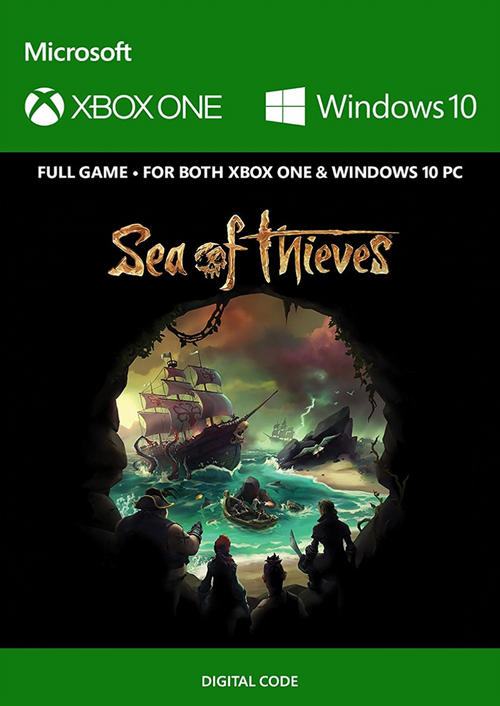 Microsoft
XBOX ONE Windows 10
FULL GAME • FOR BOTH XBOX ONE & WINDOWS 10 PC
Sea of Thieves
DIGITAL CODE